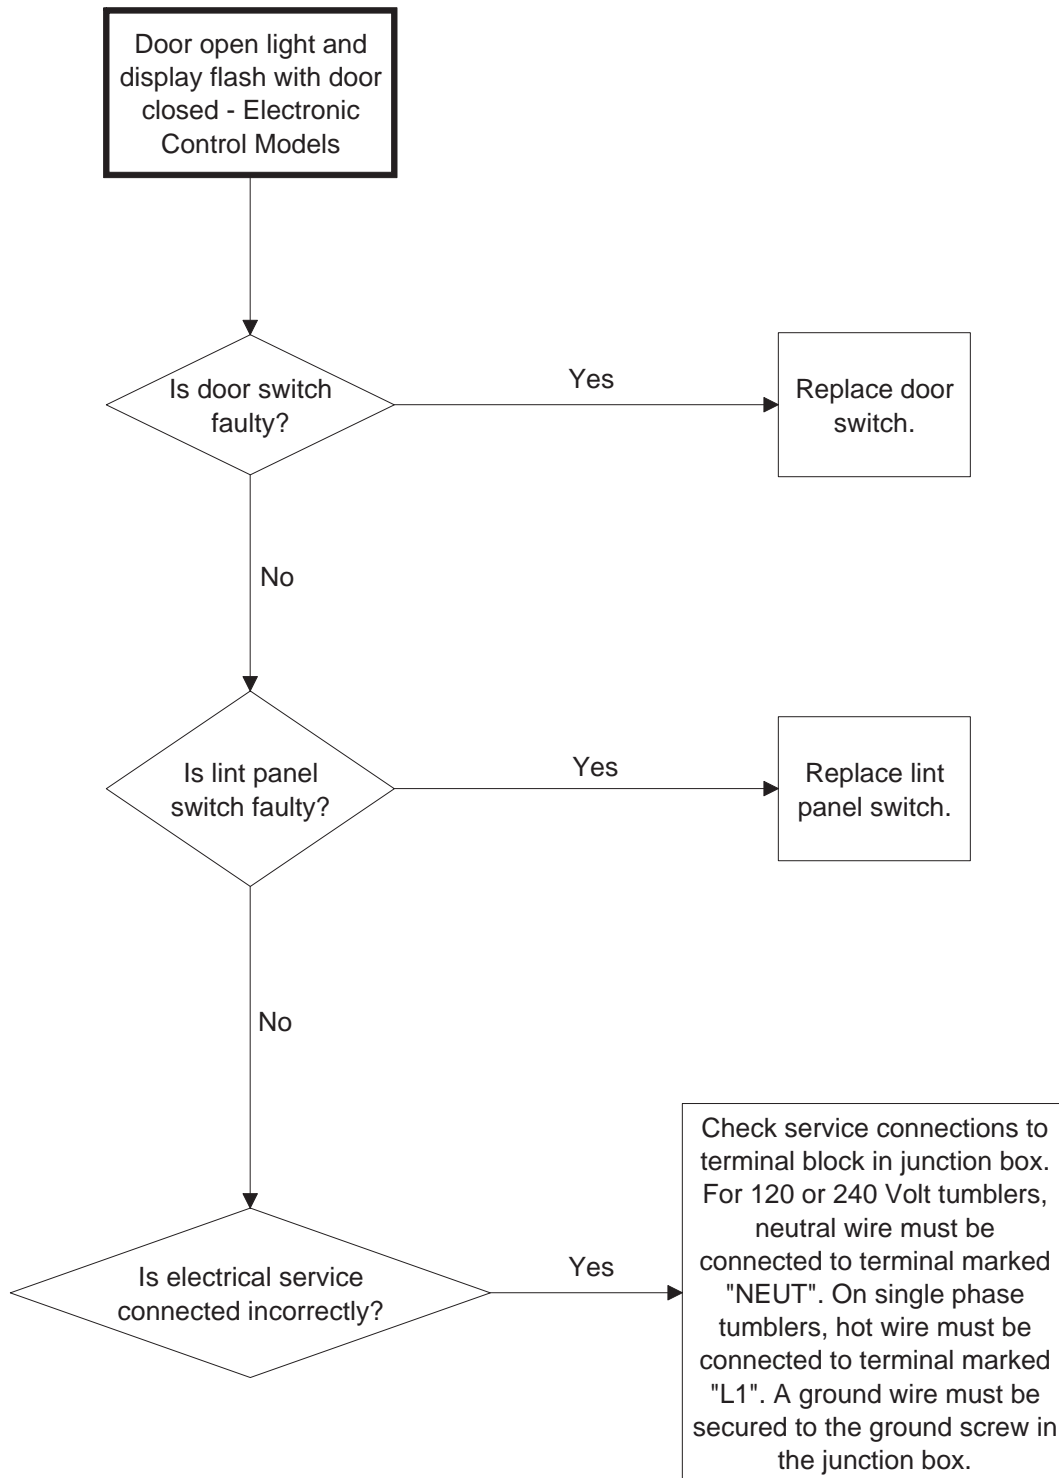 Door open light and
display flash with door
closed - Electronic
Control Models
Is door switch
faulty?
Yes
Replace door
switch.
No
Is lint panel
switch faulty?
Yes
Replace lint
panel switch.
No
Is electrical service
connected incorrectly?
Yes
Check service connections to
terminal block in junction box.
For 120 or 240 Volt tumblers,
neutral wire must be
connected to terminal marked
"NEUT". On single phase
tumblers, hot wire must be
connected to terminal marked
"L1". A ground wire must be
secured to the ground screw in
the junction box.